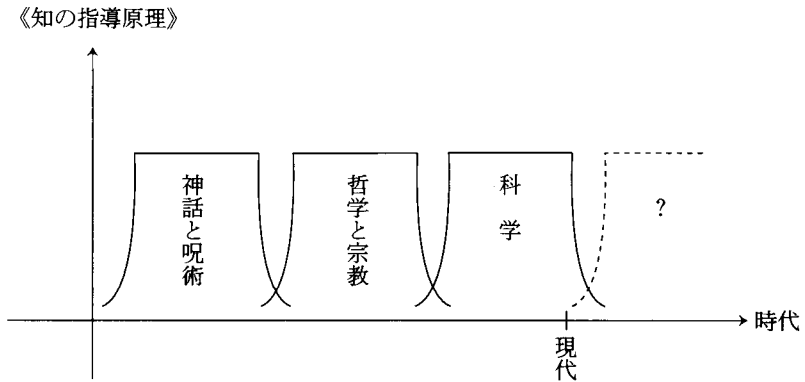 《知の指導原理》
神話と呪術
哲学と宗教
科学
?
時代
現代